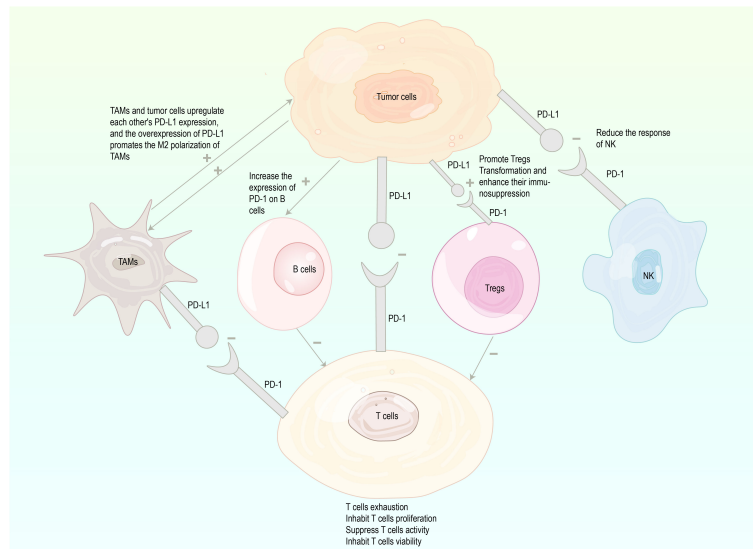 Tumor cells
PD-L1
TAMs and tumor cells upregulate
each other's PD-L1 expression,
and the overexpression of PD-L1
promates the M2 polarization of
TAMs
Reduce the response
of NK
PD-L1
Promote Tregs
Transformation and
enhance their immu-
nosuppression
Increase the
expression of
PD-1 on B
cells
PD-L1
PD-1
PD-1
TAMs
B cells
Tregs
NK
PD-L1
PD-1
PD-1
T cells
T cells exhaustion
Inhabit T cells proliferation
Suppress T cells activity
Inhabit T cells viability